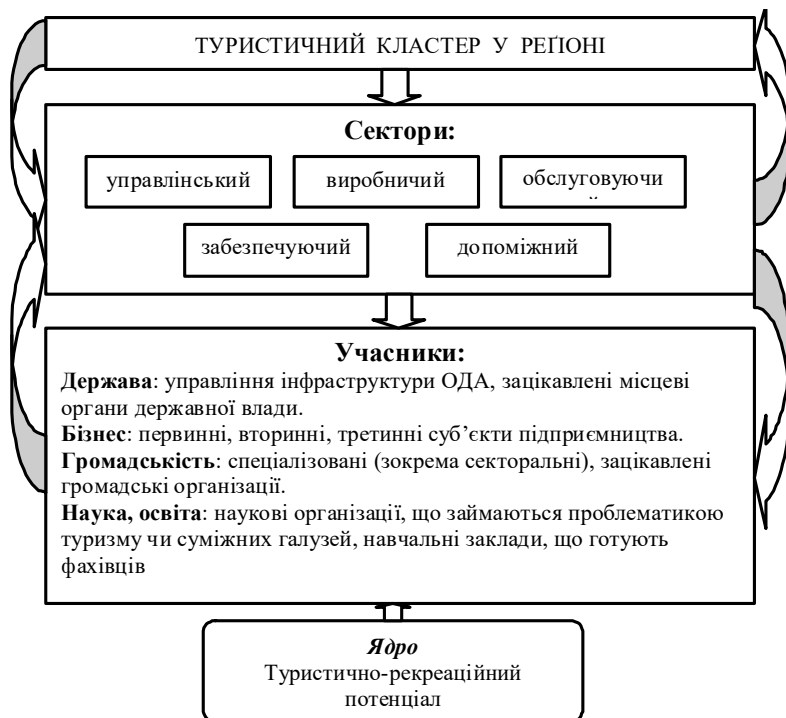 ТУРИСТИЧНИЙ КЛАСТЕР У РЕГІОНІ
Сектори:
управлінський виробничий обслуговуючи
й
забезпечуючий допоміжний
Учасники:
Держава: управління інфраструктури ОДА, зацікавлені місцеві
органи державної влади.
Бізнес: первинні, вторинні, третинні суб’єкти підприємництва.
Громадськість: спеціалізовані (зокрема секторальні), зацікавлені
громадські організації.
Наука, освіта: наукові організації, що займаються проблематикою
туризму чи суміжних галузей, навчальні заклади, що готують
фахівців
Ядро
Туристично-рекреаційний
потенціал